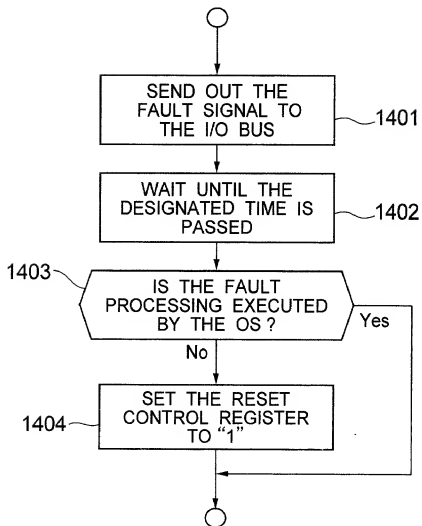 SEND OUT THE
FAULT SIGNAL TO
THE I/O BUS
1401
WAIT UNTIL THE
DESIGNATED TIME IS
PASSED
1402
1403
IS THE FAULT
PROCESSING EXECUTED
BY THE OS ?
Yes
No
SET THE RESET
CONTROL REGISTER
TO "1"
1404